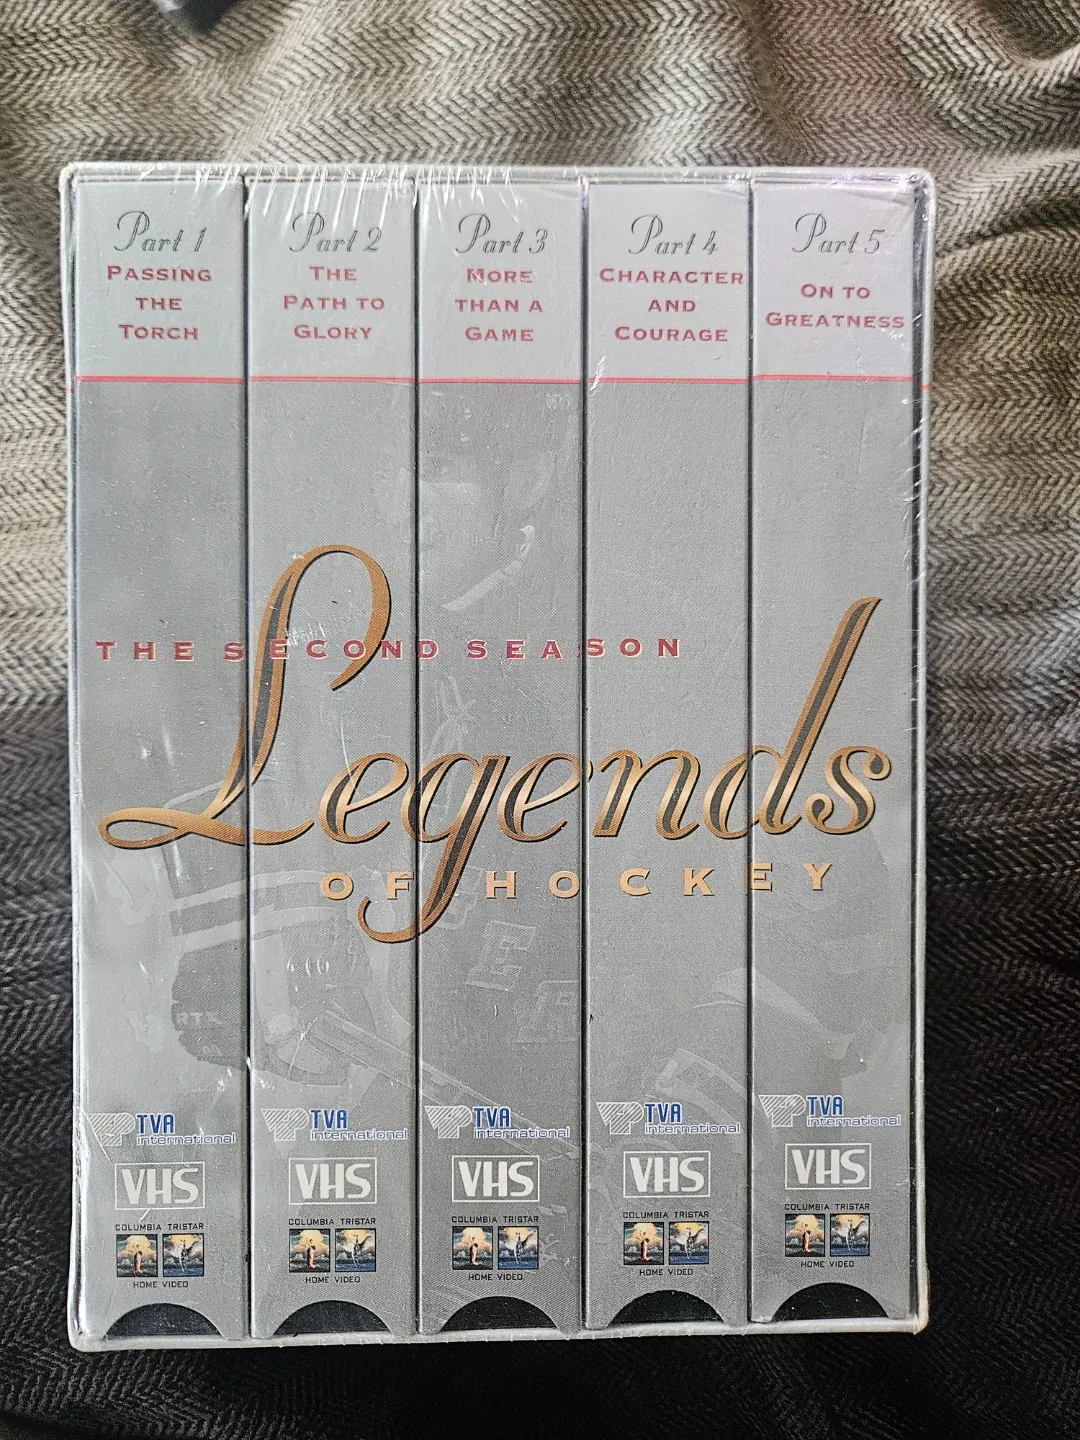 Part 1
PASSING
THE
TORCH
Part 2
THE
PATH TO
GLORY
Part 3
MORE
THAN A
GAME
Part 4
CHARACTER
AND
COURAGE
Part 5
ON TO
GREATNESS
THE SECOND SEASON
Legends
OF HOCKEY
TVA
international
VHS
COLUMBIA TRISTAR
HOME VIDEO
TVA
international
VHS
COLUMBIA TRISTAR
HOME VIDEO
TVA
international
VHS
COLUMBIA TRISTAR
HOME VIDEO
TVA
international
VHS
COLUMBIA TRISTAR
HOME VIDEO
TVA
international
VHS
COLUMBIA TRISTAR
HOME VIDEO